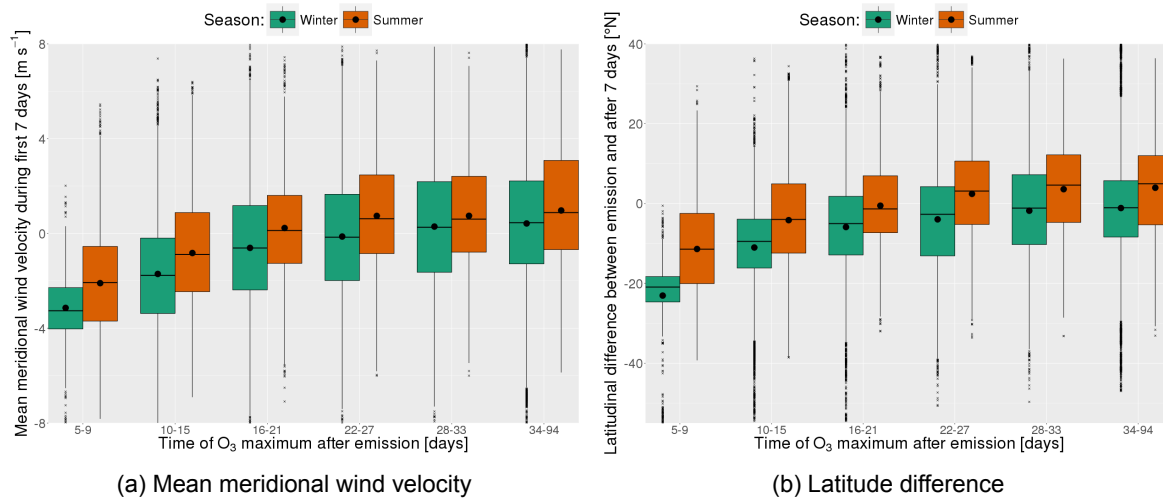 Season: Winter Summer
Mean meridional wind velocity during first 7 days [m s⁻¹]
8
4
0
-4
-8
5-9 10-15 16-21 22-27 28-33 34-94
Time of O₃ maximum after emission [days]
(a) Mean meridional wind velocity
Season: Winter Summer
Latitudinal difference between emission and after 7 days [°N]
40
20
0
-20
-40
5-9 10-15 16-21 22-27 28-33 34-94
Time of O₃ maximum after emission [days]
(b) Latitude difference